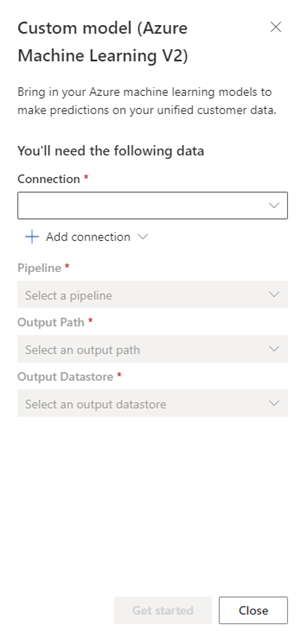 Custom model (Azure
Machine Learning V2)
Bring in your Azure machine learning models to
make predictions on your unified customer data.
You'll need the following data
Connection *
Add connection
Pipeline *
Select a pipeline
Output Path *
Select an output path
Output Datastore *
Select an output datastore
Get started
Close